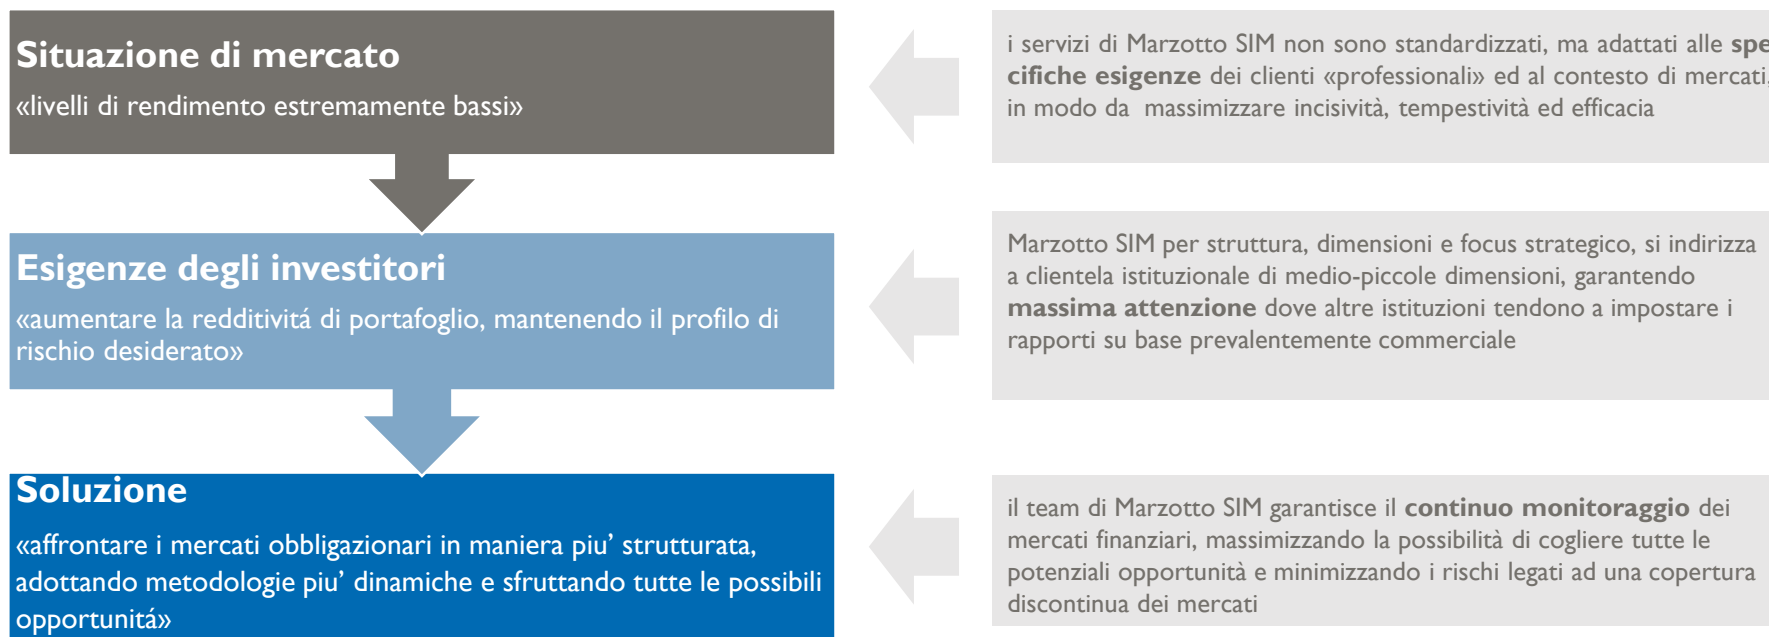 Situazione di mercato
«livelli di rendimento estremamente bassi»
i servizi di Marzotto SIM non sono standardizzati, ma adattati alle spe
cifiche esigenze dei clienti «professionali» ed al contesto di mercati,
in modo da  massimizzare incisività, tempestività ed efficacia
Esigenze degli investitori
«aumentare la redditivitá di portafoglio, mantenendo il profilo di
rischio desiderato»
Marzotto SIM per struttura, dimensioni e focus strategico, si indirizza
a clientela istituzionale di medio-piccole dimensioni, garantendo
massima attenzione dove altre istituzioni tendono a impostare i
rapporti su base prevalentemente commerciale
Soluzione
«affrontare i mercati obbligazionari in maniera piu' strutturata,
adottando metodologie piu' dinamiche e sfruttando tutte le possibili
opportunitá»
il team di Marzotto SIM garantisce il continuo monitoraggio dei
mercati finanziari, massimizzando la possibilità di cogliere tutte le
potenziali opportunità e minimizzando i rischi legati ad una copertura
discontinua dei mercati